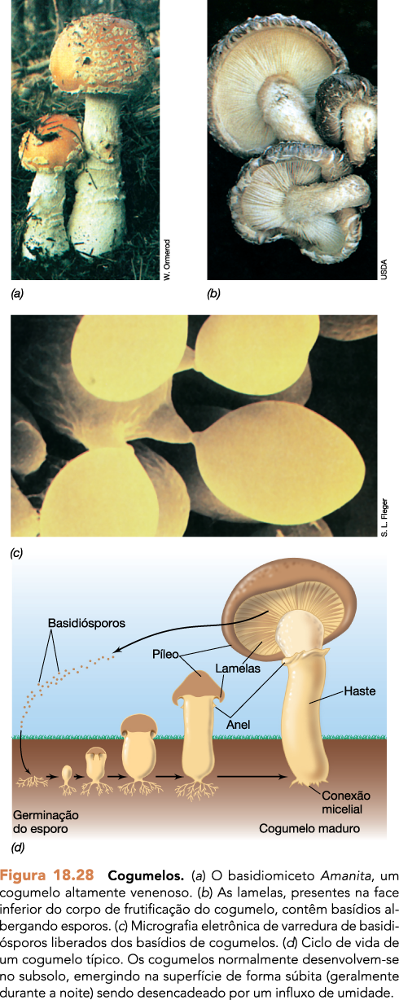 W. Ormerod
USDA
(a)
(b)
S. L. Fleger
(c)
Basidiósporos
Píleo
Lamelas
Anel
Haste
Conexão
micelial
Germinação
do esporo
Cogumelo maduro
(d)
Figura 18.28 Cogumelos. (a) O basidiomiceto Amanita, um
cogumelo altamente venenoso. (b) As lamelas, presentes na face
inferior do corpo de frutificação do cogumelo, contêm basídios al-
bergando esporos. (c) Micrografia eletrônica de varredura de basidi-
ósporos liberados dos basídios de cogumelos. (d) Ciclo de vida de
um cogumelo típico. Os cogumelos normalmente desenvolvem-se
no subsolo, emergindo na superfície de forma súbita (geralmente
durante a noite) sendo desencadeado por um influxo de umidade.